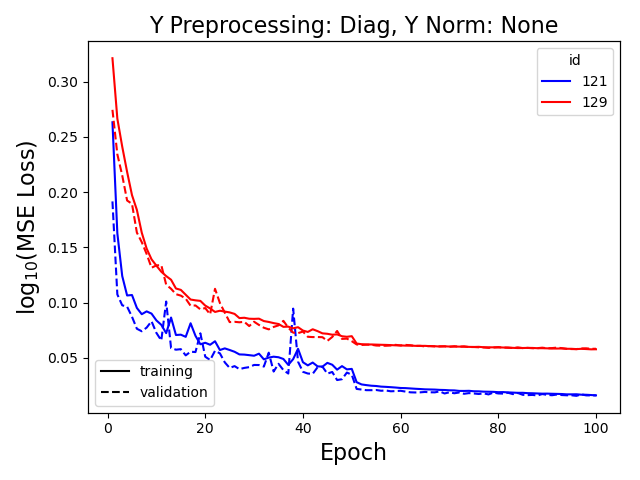 Y Preprocessing: Diag, Y Norm: None
log₁₀(MSE Loss)
0.30
0.25
0.20
0.15
0.10
0.05
id
121
129
training
validation
0
20
40
60
80
100
Epoch